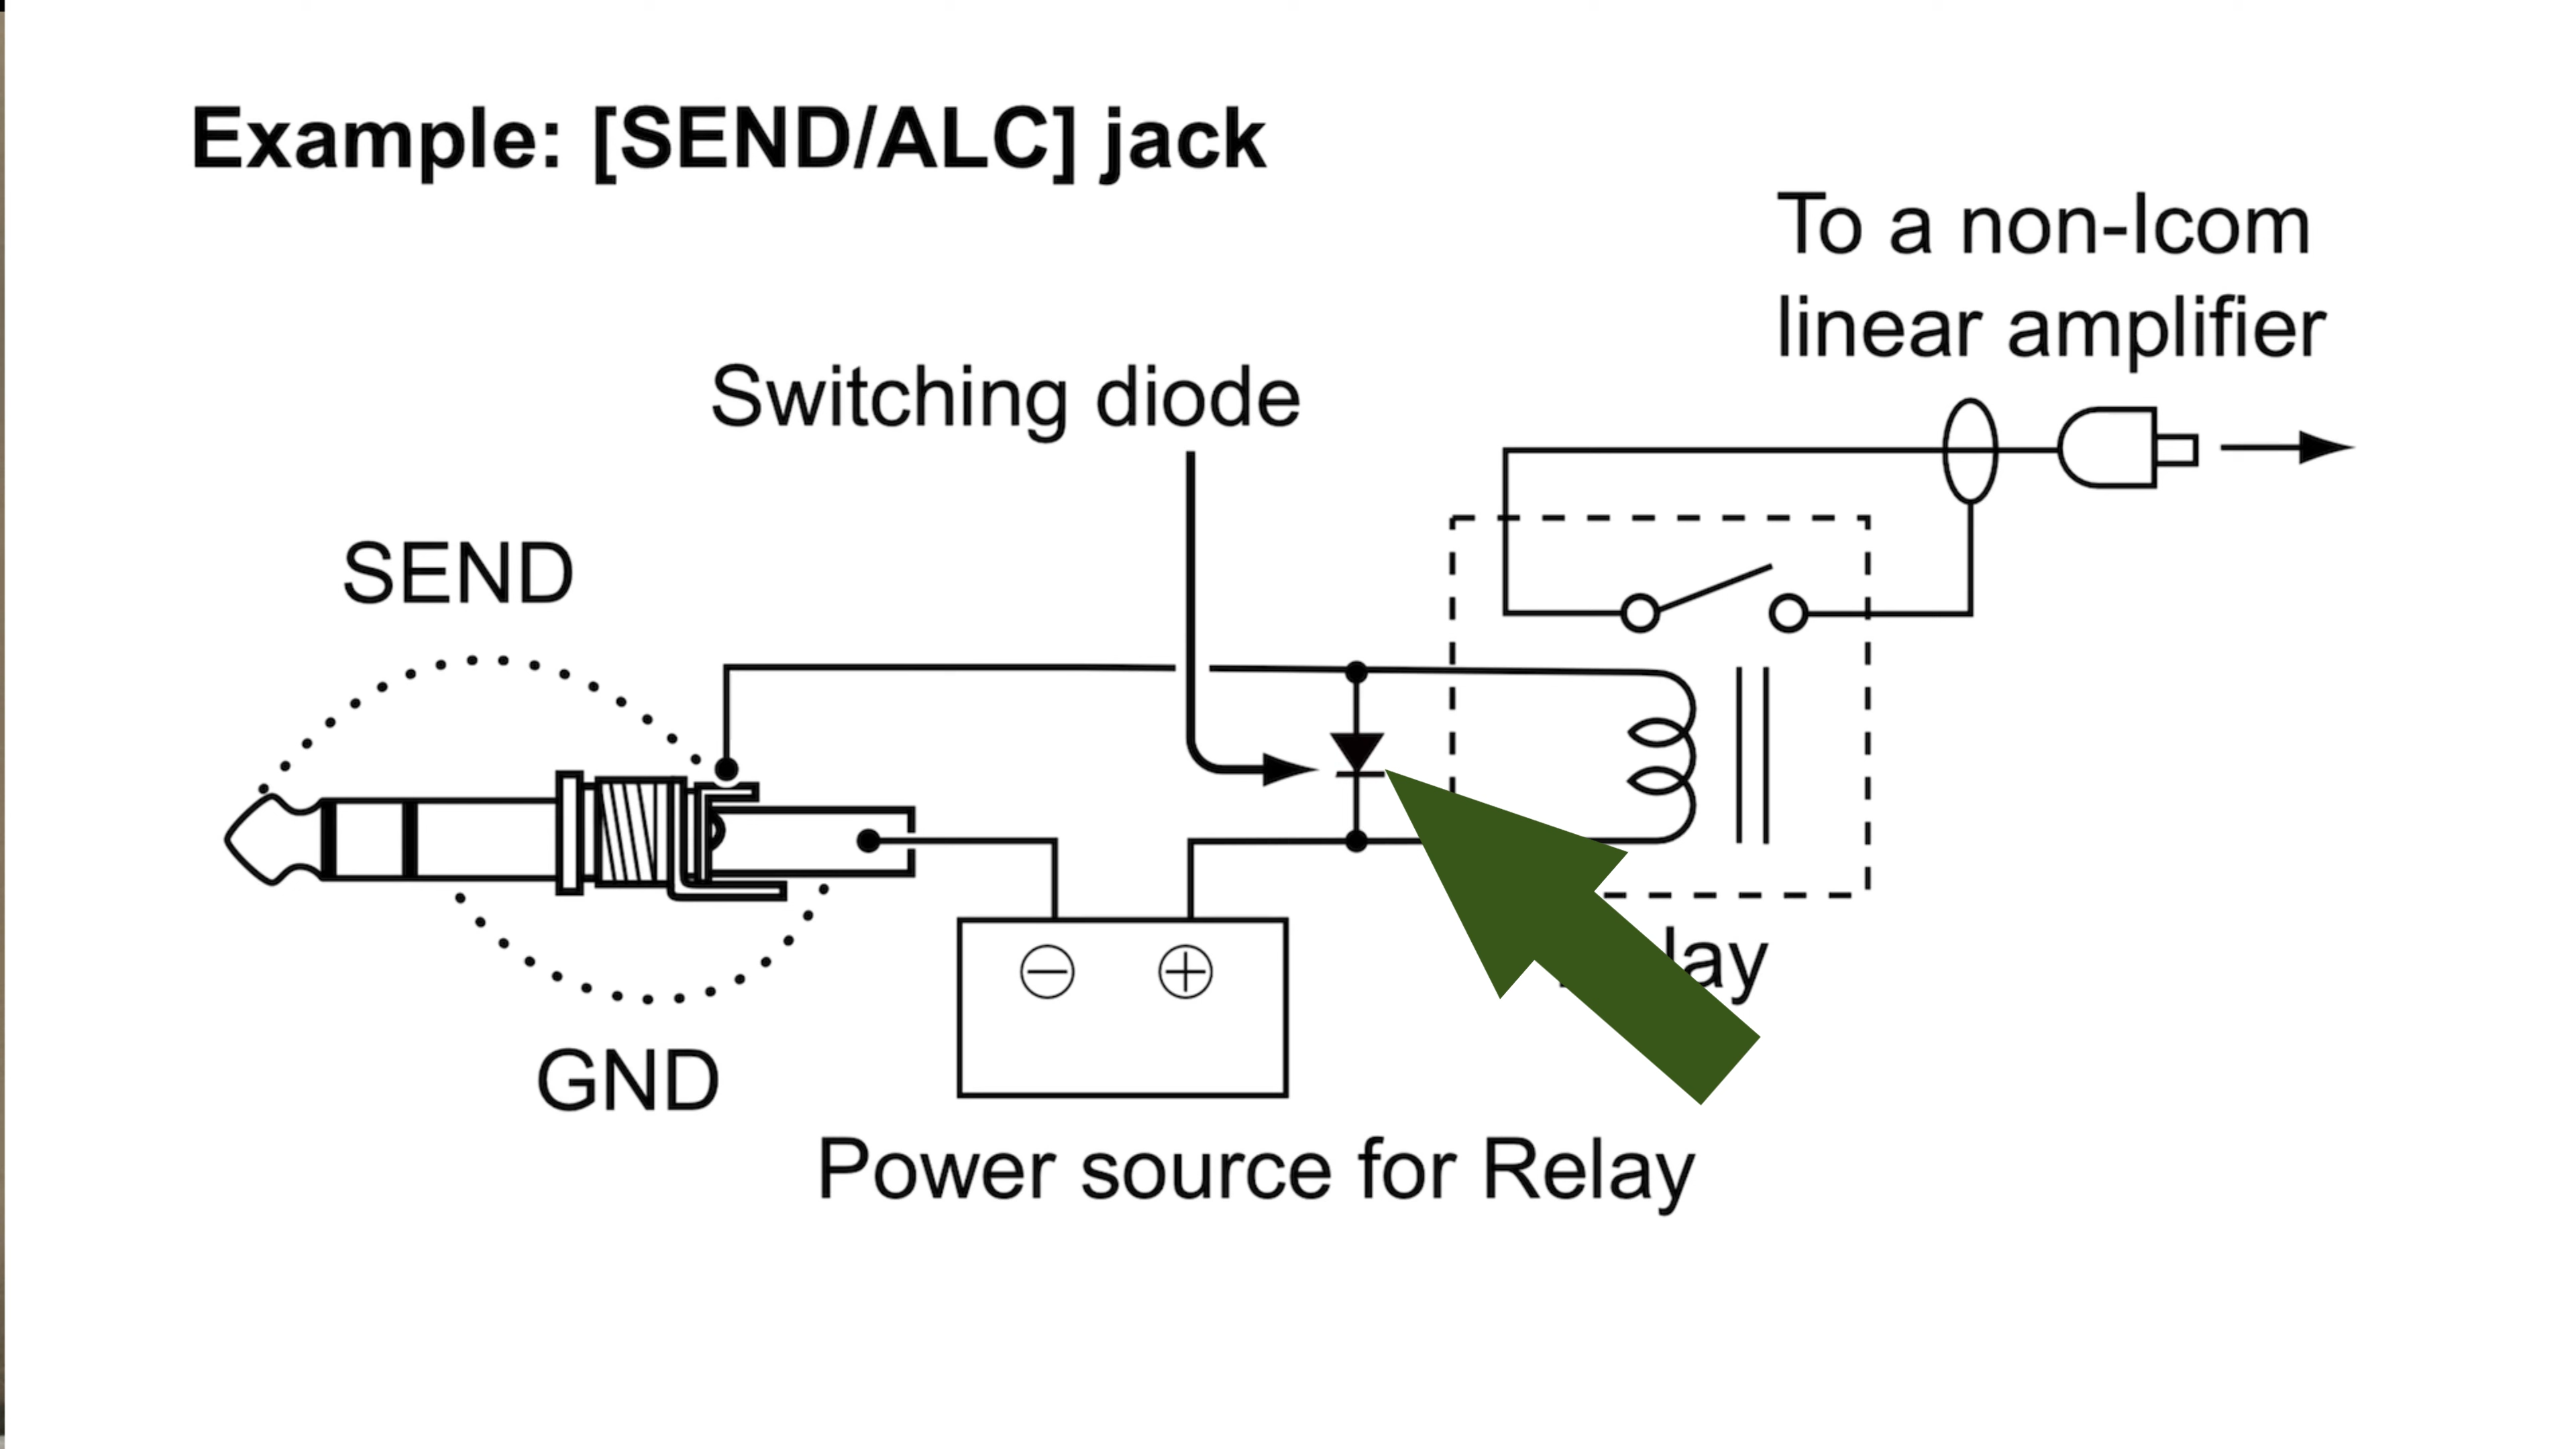 Example: [SEND/ALC] jack
To a non-Icom
linear amplifier
Switching diode
SEND
GND
Power source for Relay